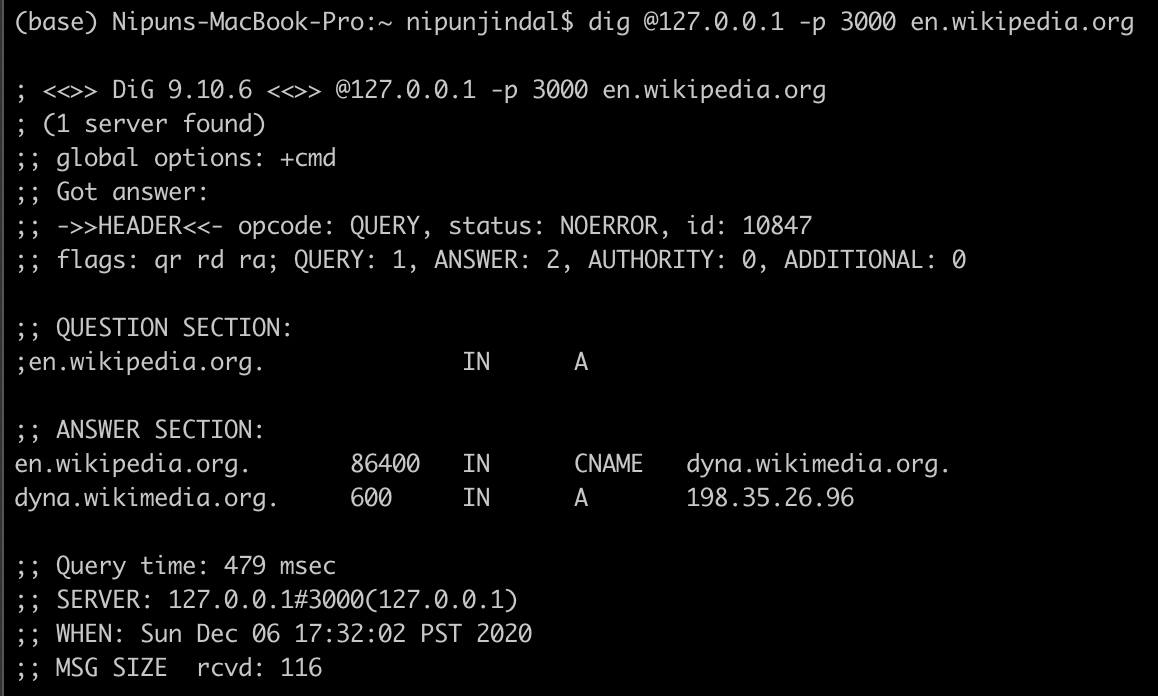 (base) Nipuns-MacBook-Pro:~ nipunjindal$ dig @127.0.0.1 -p 3000 en.wikipedia.org
; <<>> DiG 9.10.6 <<>> @127.0.0.1 -p 3000 en.wikipedia.org
; (1 server found)
;; global options: +cmd
;; Got answer:
;; ->>HEADER<<- opcode: QUERY, status: NOERROR, id: 10847
;; flags: qr rd ra; QUERY: 1, ANSWER: 2, AUTHORITY: 0, ADDITIONAL: 0
;; QUESTION SECTION:
;en.wikipedia.org. IN A
;; ANSWER SECTION:
en.wikipedia.org. 86400 IN CNAME dyna.wikimedia.org.
dyna.wikimedia.org. 600 IN A 198.35.26.96
;; Query time: 479 msec
;; SERVER: 127.0.0.1#3000(127.0.0.1)
;; WHEN: Sun Dec 06 17:32:02 PST 2020
;; MSG SIZE rcvd: 116